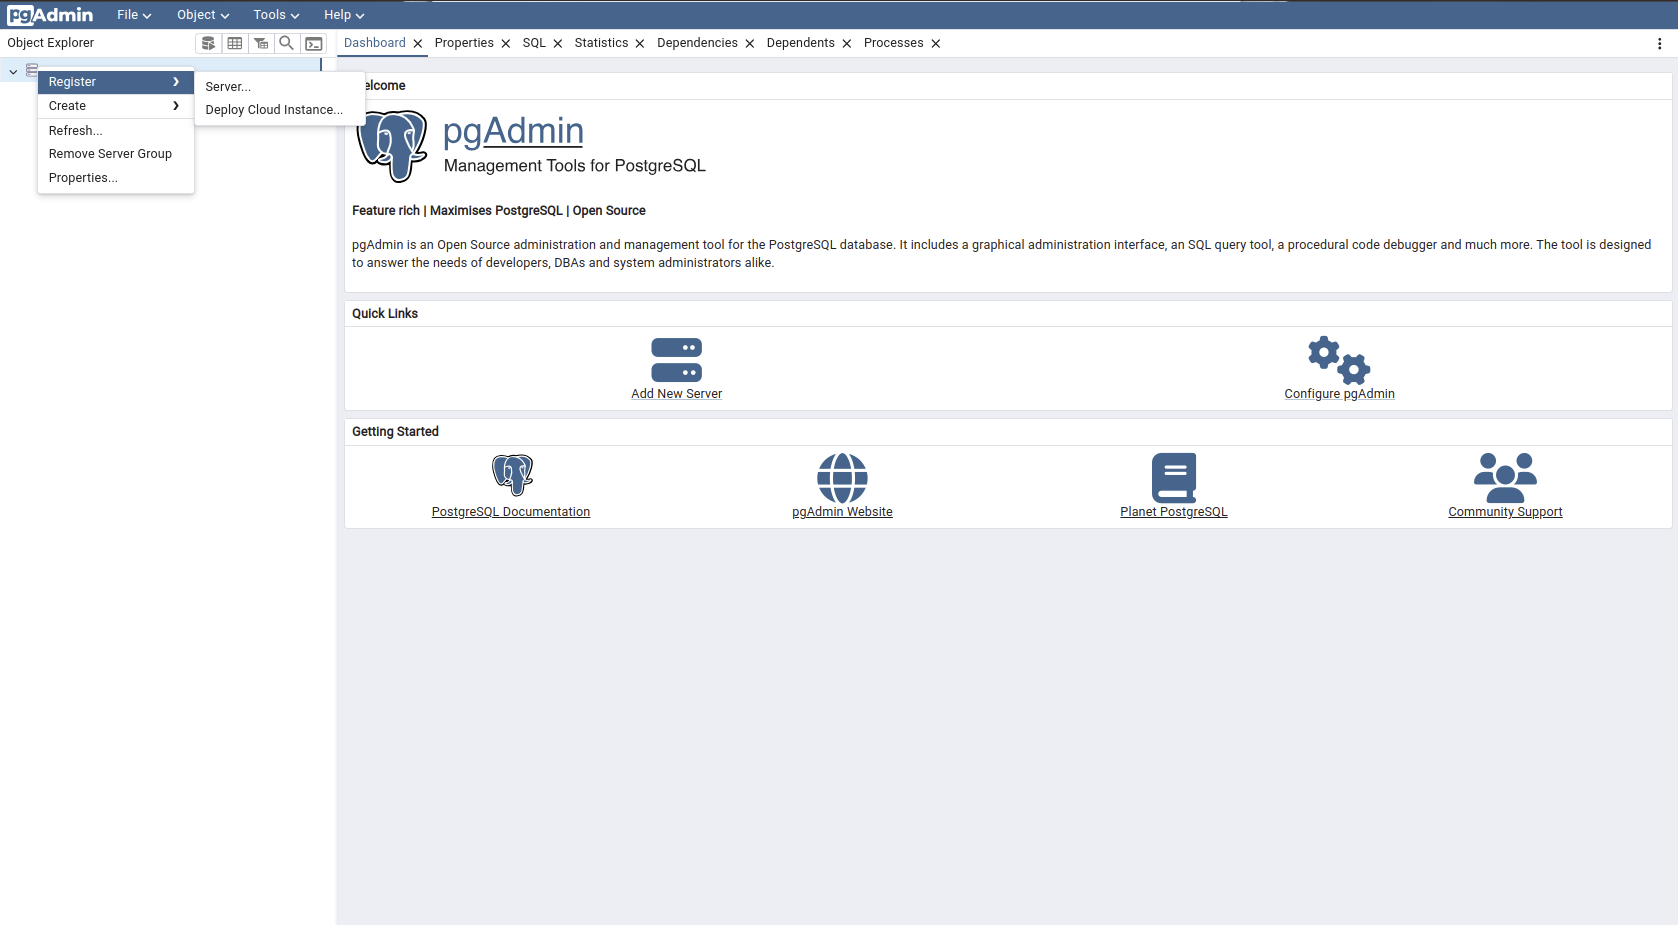 pgAdmin File Object Tools Help
Object Explorer
Dashboard Properties SQL Statistics Dependencies Dependents Processes
Register
Create
Refresh...
Remove Server Group
Properties...
Server...
Deploy Cloud Instance...
elcome
pgAdmin
Management Tools for PostgreSQL
Feature rich | Maximises PostgreSQL | Open Source
pgAdmin is an Open Source administration and management tool for the PostgreSQL database. It includes a graphical administration interface, an SQL query tool, a procedural code debugger and much more. The tool is designed
to answer the needs of developers, DBAs and system administrators alike.
Quick Links
Add New Server
Configure pgAdmin
Getting Started
PostgreSQL Documentation
pgAdmin Website
Planet PostgreSQL
Community Support